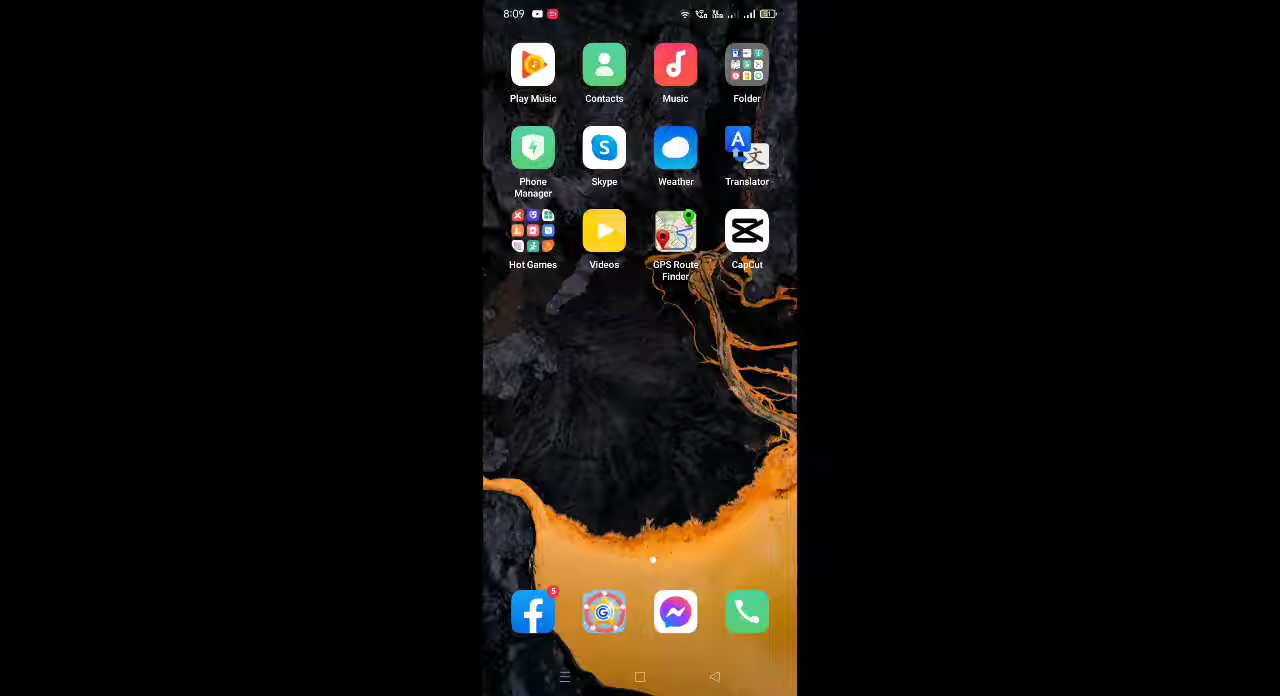 8:09
Play Music
Contacts
Music
Folder
Phone
Manager
Skype
Weather
Translator
Hot Games
Videos
GPS Route
Finder
CapCut
5